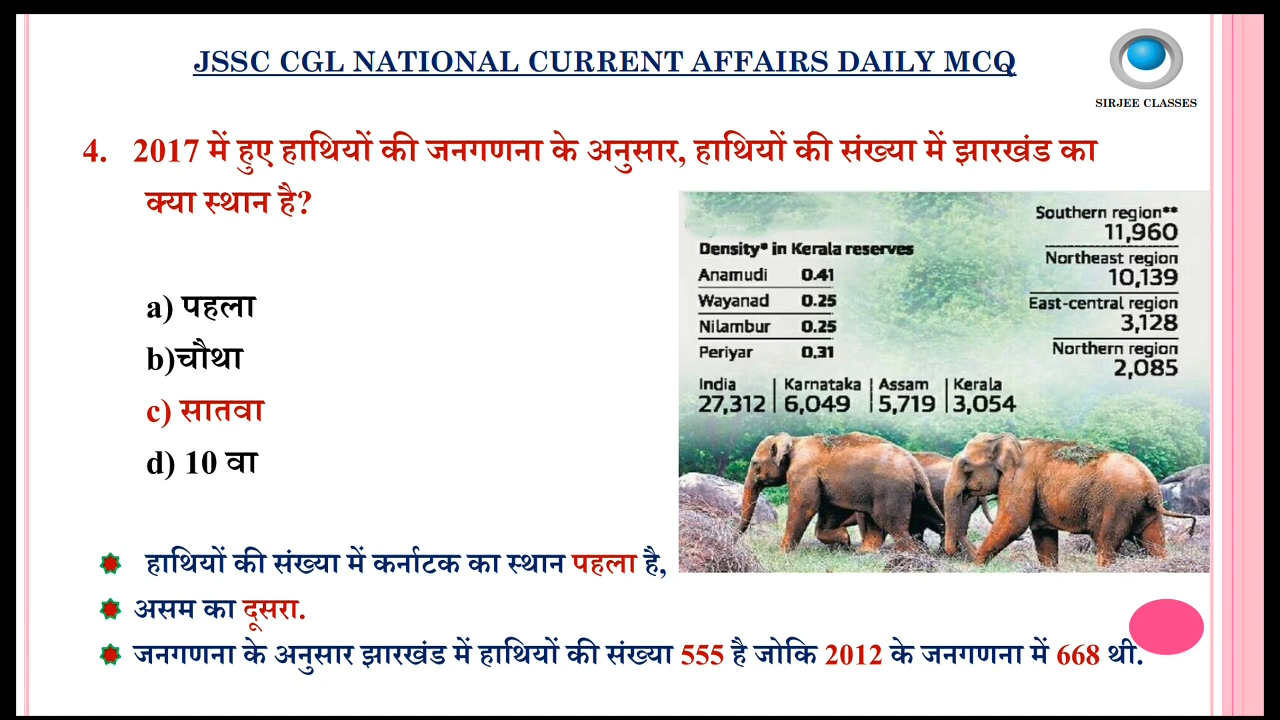 JSSC CGL NATIONAL CURRENT AFFAIRS DAILY MCQ
SIRJEE CLASSES
4. 2017 में हुए हाथियों की जनगणना के अनुसार, हाथियों की संख्या में झारखंड का
क्या स्थान है?
a) पहला
b)चौथा
c) सातवा
d) 10 वा
Density* in Kerala reserves
Anamudi 0.41
Wayanad 0.25
Nilambur 0.25
Periyar 0.31
Southern region**
11,960
Northeast region
10,139
East-central region
3,128
Northern region
2,085
India Karnataka Assam Kerala
27,312 6,049 5,719 3,054
हाथियों की संख्या में कर्नाटक का स्थान पहला है,
असम का दूसरा.
जनगणना के अनुसार झारखंड में हाथियों की संख्या 555 है जोकि 2012 के जनगणना में 668 थी.